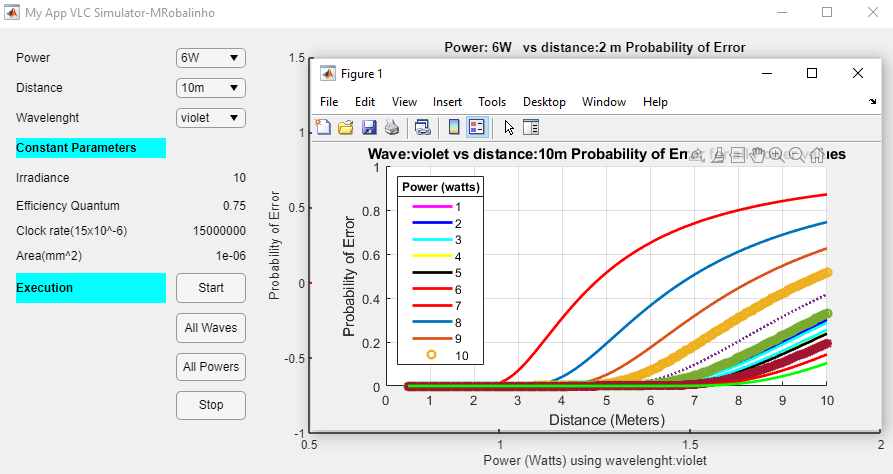 My App VLC Simulator-MRobalinho
Power 6W
Distance 10m
Wavelenght violet
Constant Parameters
Irradiance 10
Efficiency Quantum 0.75
Clock rate(15x10^-6) 15000000
Area(mm^2) 1e-06
Execution Start
All Waves
All Powers
Stop
Power: 6W vs distance:2 m Probability of Error
1.5
1
0.5
0
-0.5
-1
Probability of Error
0.5 1 1.5 2
Power (Watts) using wavelenght:violet
Figure 1
File Edit View Insert Tools Desktop Window Help
Wave:violet vs distance:10m Probability of
1
0.8
0.6
0.4
0.2
0
Probability of Error
Power (watts)
1
2
3
4
5
6
7
8
9
10
0 1 2 3 4 5 6 7 8 9 10
Distance (Meters)